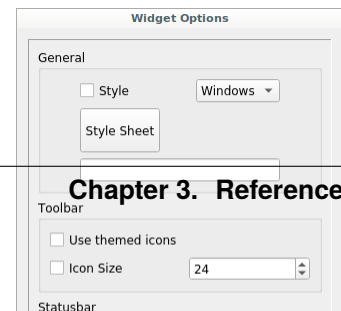 Widget Options
General
Style Windows
Style Sheet
Chapter 3. Reference
Toolbar
Use themed icons
Icon Size 24
Statusbar